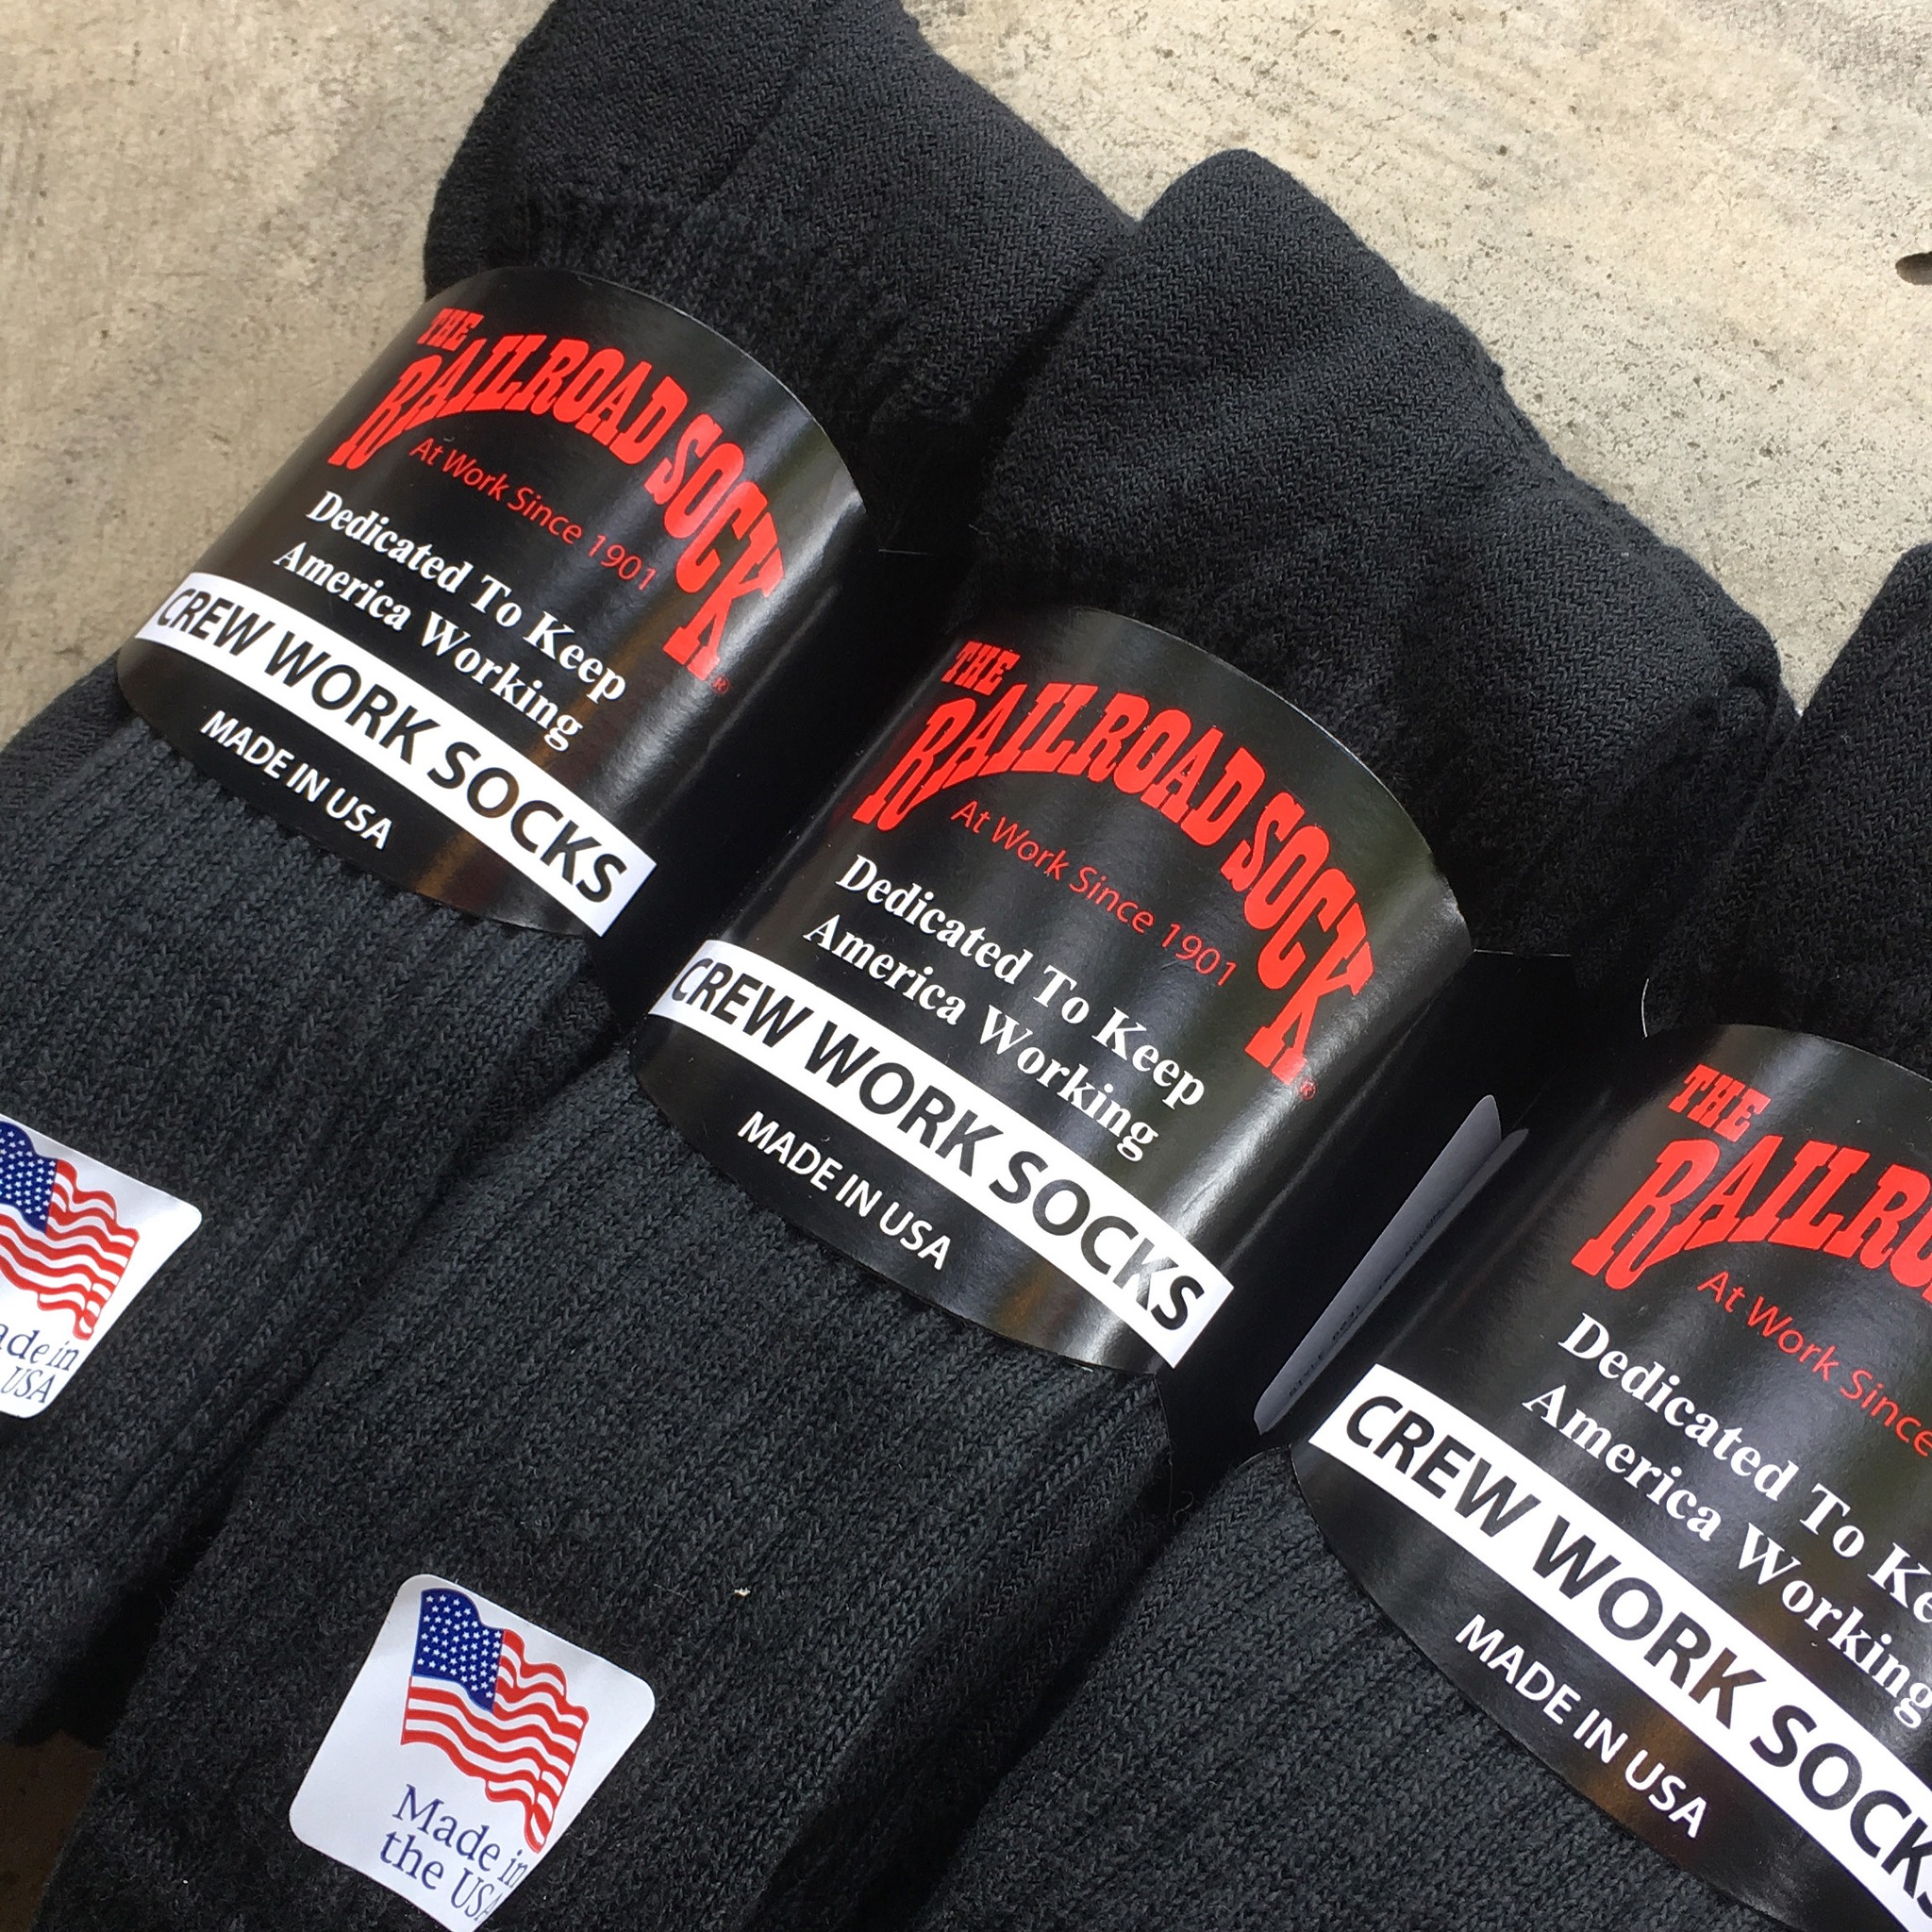 THE
RAILROAD SOCK®
At Work Since 1901
Dedicated To Keep
America Working
CREW WORK SOCKS
MADE IN USA
THE
RAILROAD SOCK®
At Work Since 1901
Dedicated To Keep
America Working
CREW WORK SOCKS
MADE IN USA
THE
RAILRO
At Work Since
Dedicated To Ke
America Working
CREW WORK SOCKS
MADE IN USA
ade in
USA
Made in
the USA